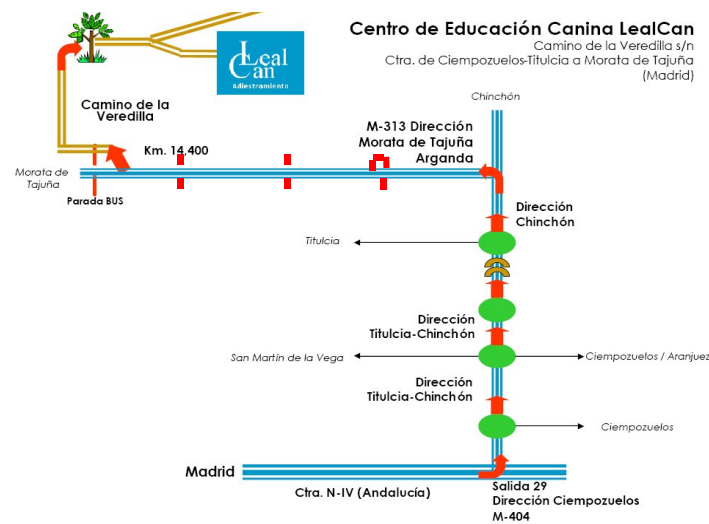 Centro de Educación Canina LealCan
Camino de la Veredilla s/n
Ctra. de Ciempozuelos-Titulcia a Morata de Tajuña
(Madrid)
Leal
Can
Adiestramiento
Chinchón
Camino de la
Veredilla
M-313 Dirección
Morata de Tajuña
Arganda
Km. 14,400
Morata de
Tajuña
Parada BUS
Dirección
Chinchón
Titulcia
Dirección
Titulcia-Chinchón
San Martín de la Vega
Ciempozuelos / Aranjuez
Dirección
Titulcia-Chinchón
Ciempozuelos
Madrid
Ctra. N-IV (Andalucía)
Salida 29
Dirección Ciempozuelos
M-404